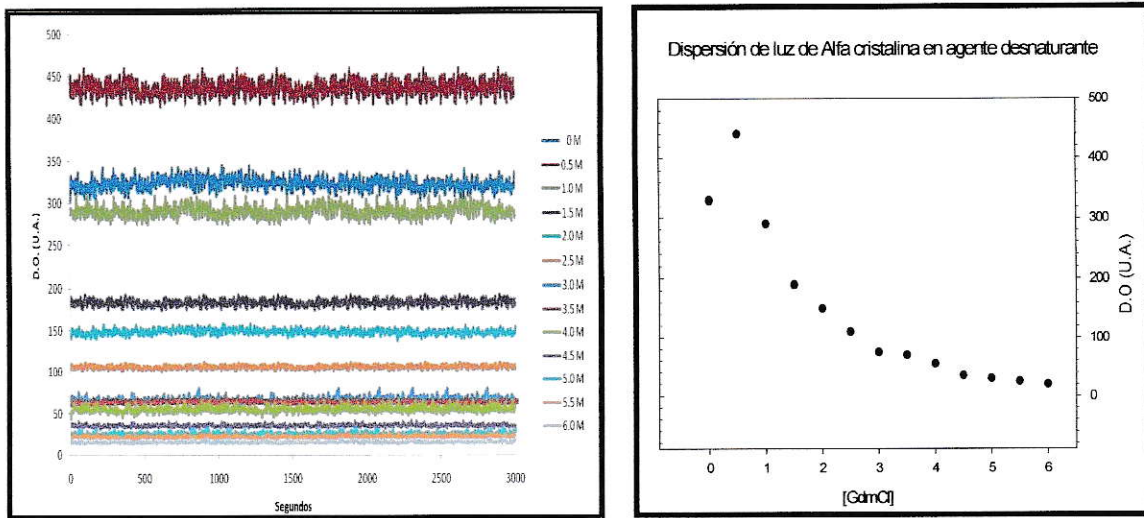 500
450
400
350
300
250
200
150
100
50
0
D.O. (U.A.)
0
500
1000
1500
2000
2500
3000
Segundos
0 M
0.5 M
1.0 M
1.5 M
2.0 M
2.5 M
3.0 M
3.5 M
4.0 M
4.5 M
5.0 M
5.5 M
6.0 M
Dispersión de luz de Alfa cristalina en agente desnaturante
500
400
300
200
100
0
D.O (U.A.)
0
1
2
3
4
5
6
[GdmCl]